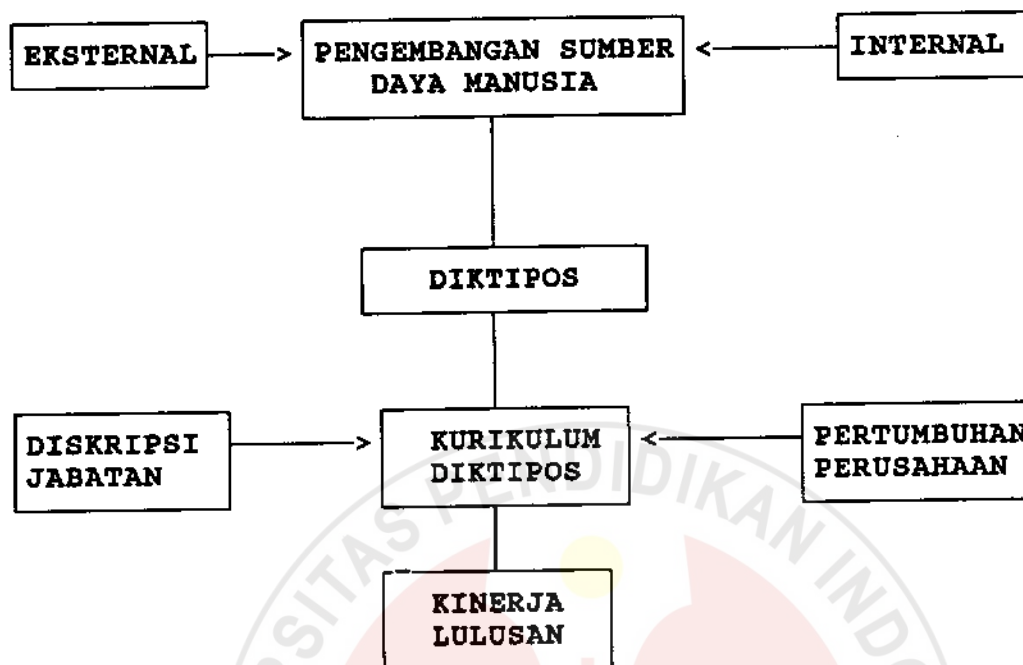 EKSTERNAL
PENGEMBANGAN SUMBER
DAYA MANUSIA
INTERNAL
DIKTIPOS
DISKRIPSI
JABATAN
KURIKULUM
DIKTIPOS
PERTUMBUHAN
PERUSAHAAN
KINERJA
LULUSAN